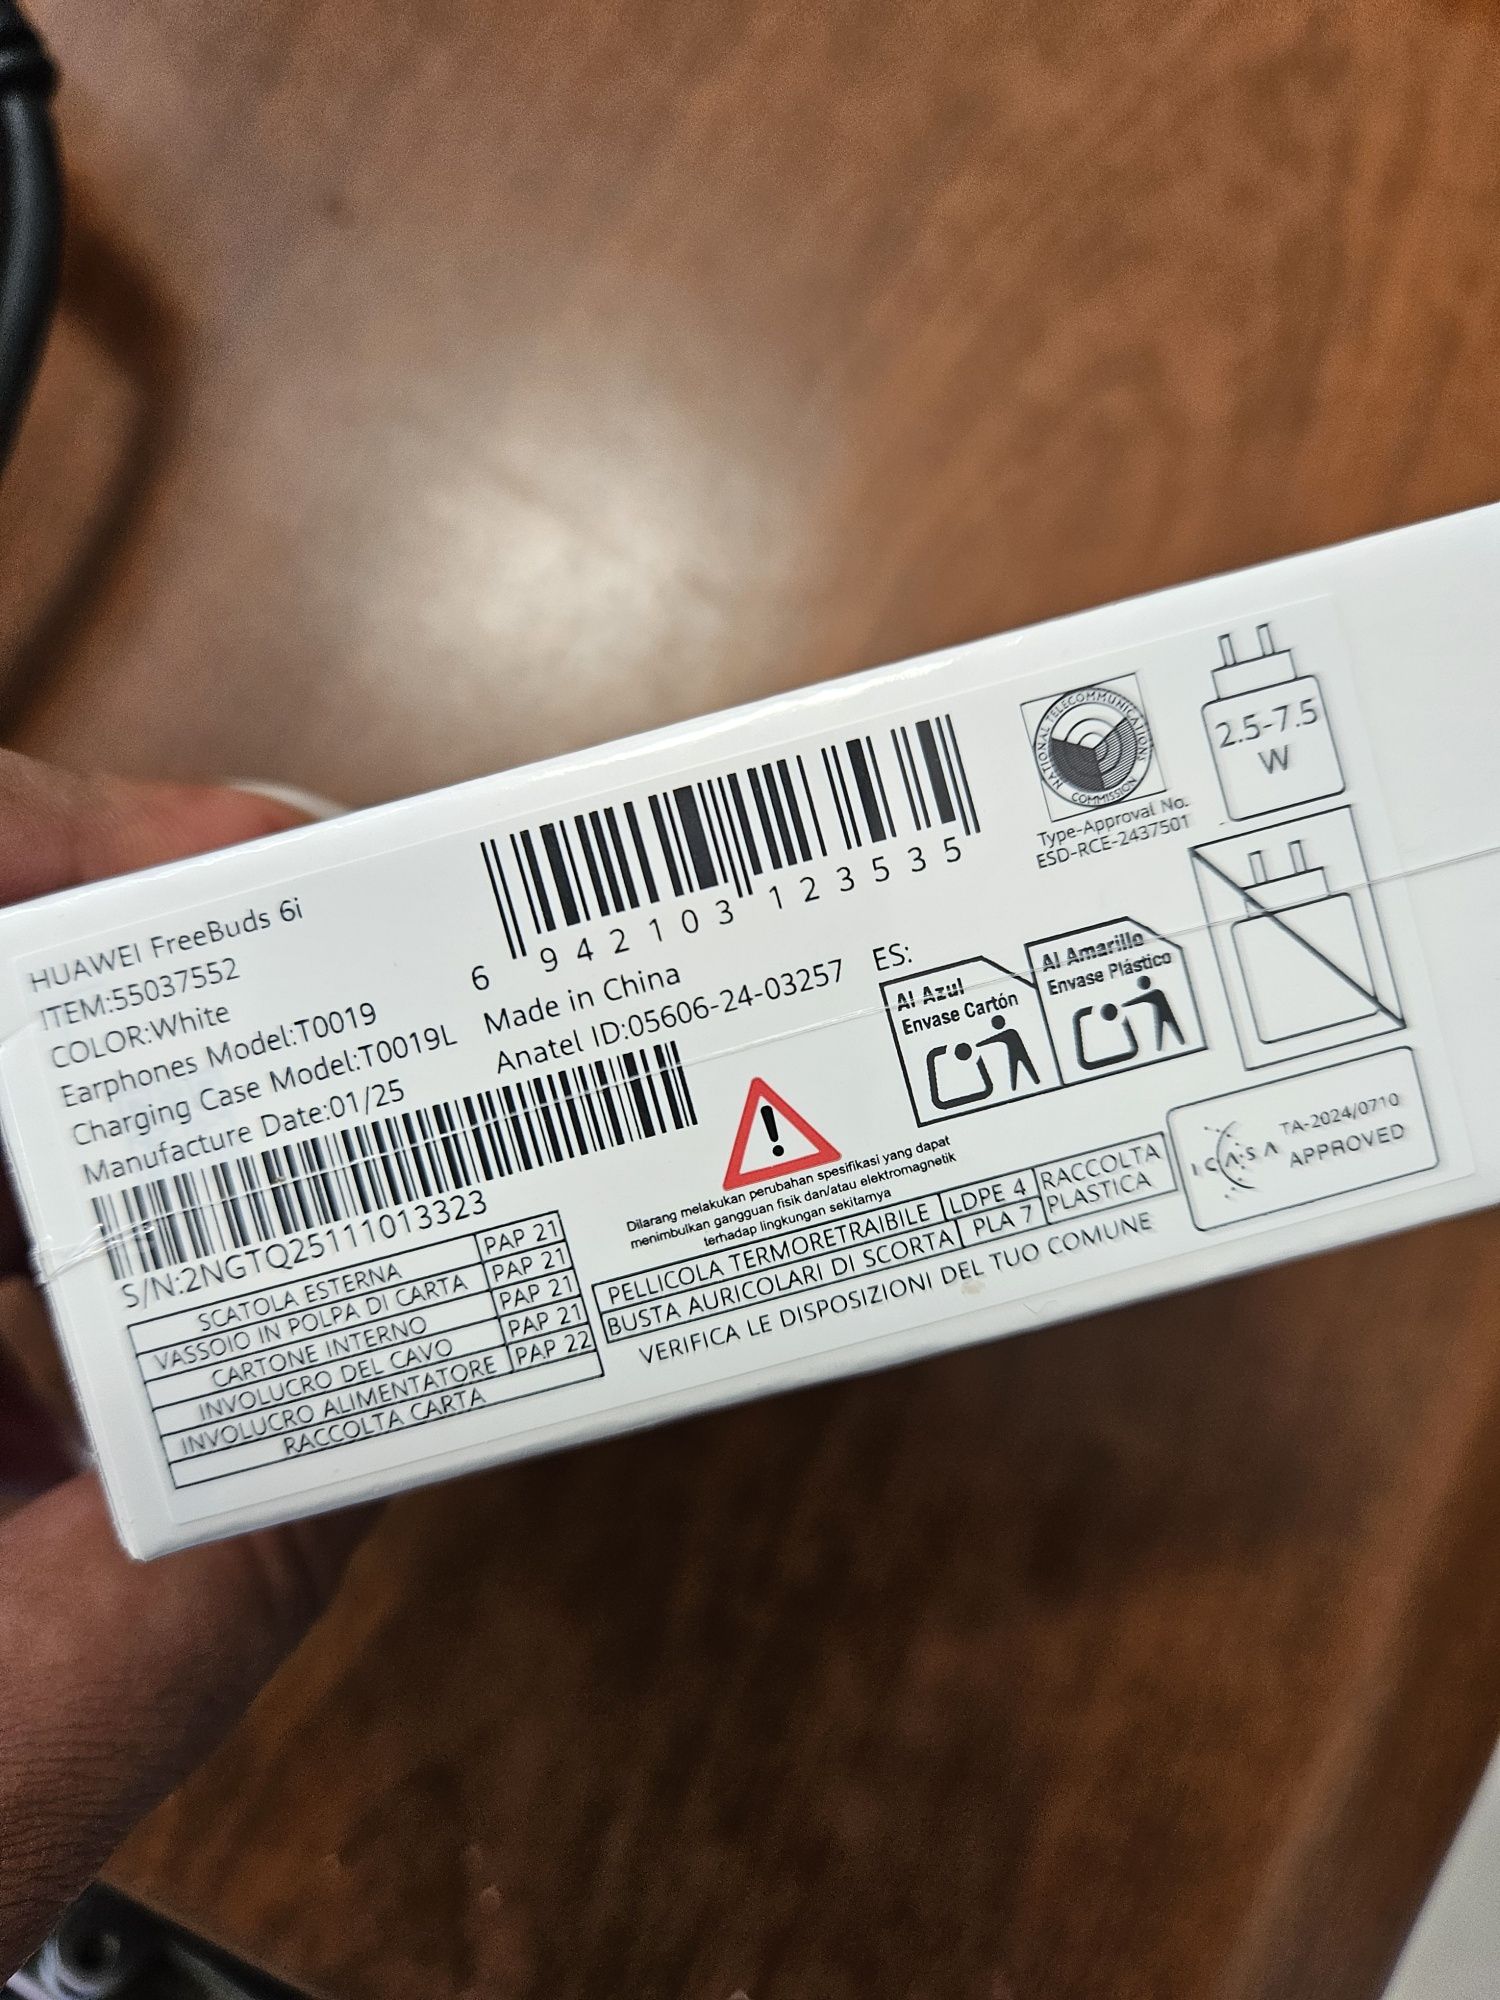 HUAWEI FreeBuds 6i
ITEM:55037552
COLOR:White
Earphones Model:T0019
Charging Case Model:T0019L
Manufacture Date:01/25
S/N:2NGTQ25111013323
6 942103 123535
Made in China
Anatel ID:05606-24-03257
NATIONAL TELECOMMUNICATIONS COMMISSION
Type-Approval No.
ESD-RCE-2437501
2.5-7.5
W
ES:
Al Azul
Envase Cartón
Al Amarillo
Envase Plástico
Dilarang melakukan perubahan spesifikasi yang dapat
menimbulkan gangguan fisik dan/atau elektromagnetik
terhadap lingkungan sekitarnya
ICASA
TA-2024/0710
APPROVED
SCATOLA ESTERNA PAP 21
VASSOIO IN POLPA DI CARTA PAP 21
CARTONE INTERNO PAP 21
INVOLUCRO DEL CAVO PAP 21
INVOLUCRO ALIMENTATORE PAP 22
RACCOLTA CARTA
PELLICOLA TERMORETRAIBILE LDPE 4 RACCOLTA
BUSTA AURICOLARI DI SCORTA PLA 7 PLASTICA
VERIFICA LE DISPOSIZIONI DEL TUO COMUNE